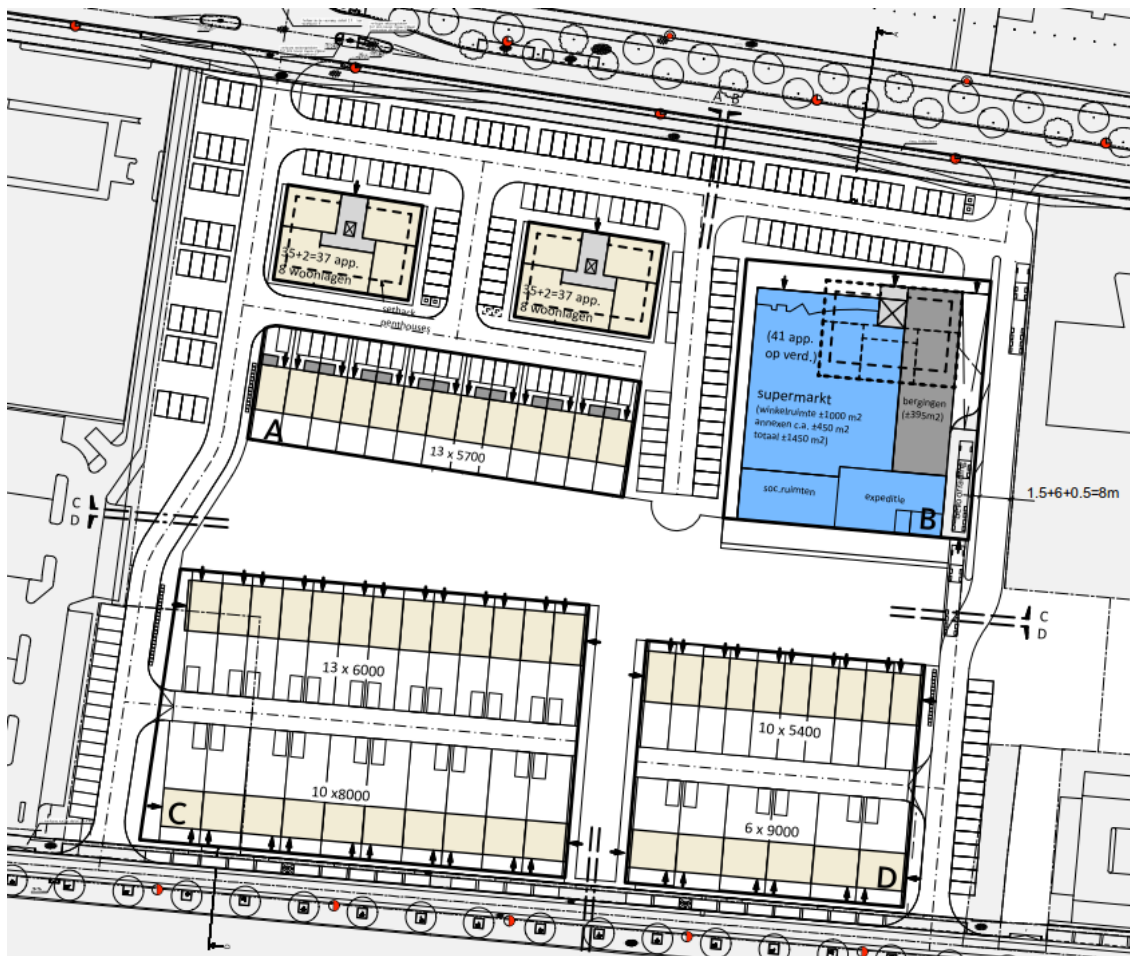 A B
35+2=37 app.
8 woonlagen
setback
penthouses
35+2=37 app.
8 woonlagen
(41 app.
op verd.)
supermarkt
(winkelruimte ±1000 m2
annexen c.a. ±450 m2
totaal ±1450 m2)
bergingen
(±395m2)
A
13 x 5700
soc.ruimten
expeditie
B
1.5+6+0.5=8m
C
D
C
D
13 x 6000
10 x 5400
10 x8000
6 x 9000
C
D